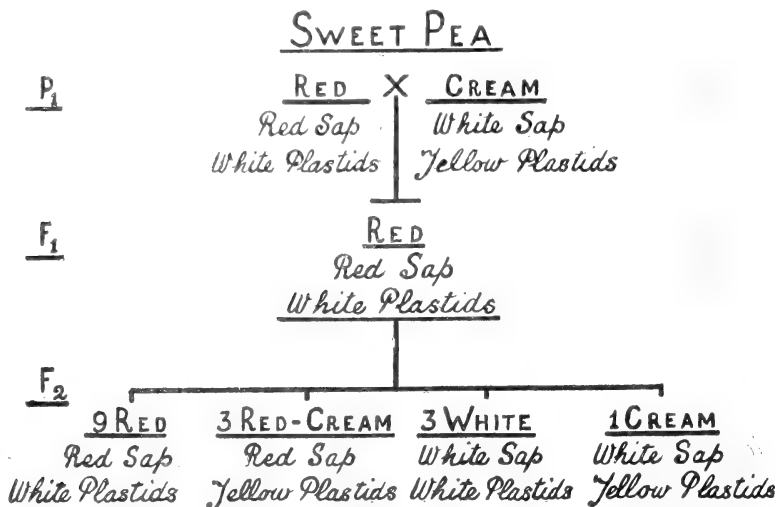 SWEET PEA
P1 RED X CREAM
Red Sap White Sap
White Plastids Yellow Plastids
F1 RED
Red Sap
White Plastids
F2
9 RED 3 RED-CREAM 3 WHITE 1 CREAM
Red Sap Red Sap White Sap White Sap
White Plastids Yellow Plastids White Plastids Yellow Plastids